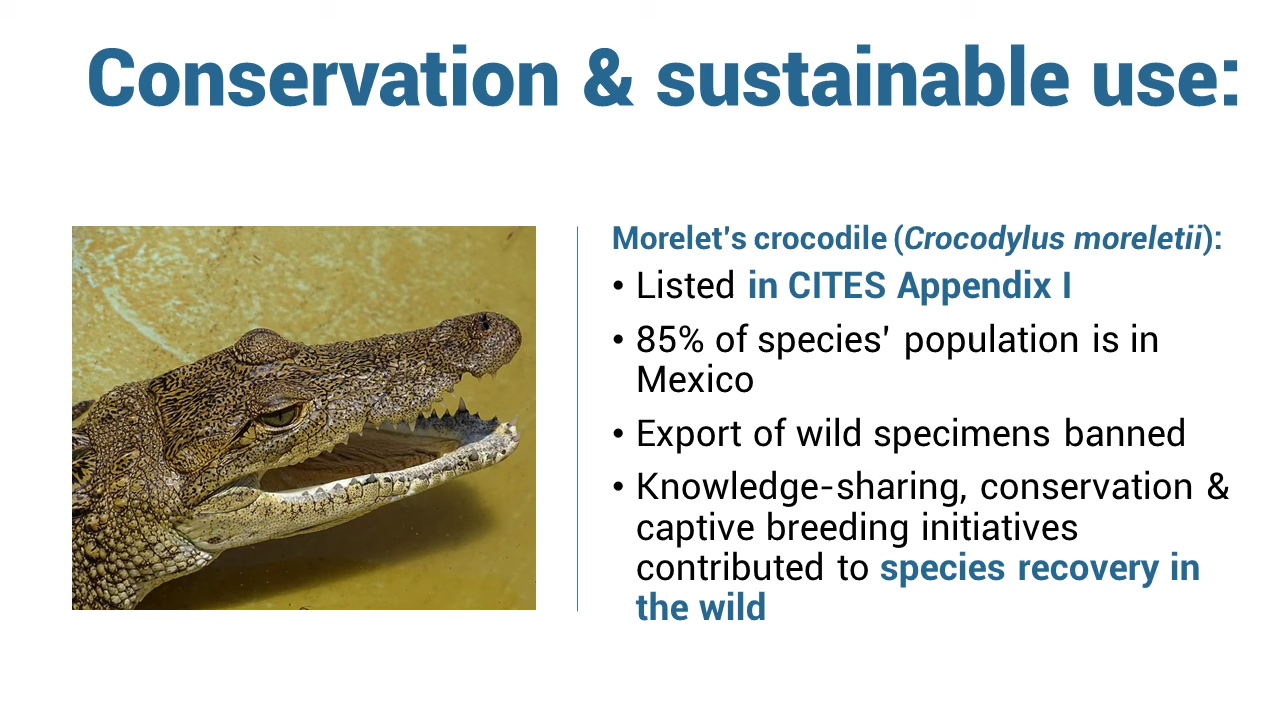 Conservation & sustainable use:
Morelet's crocodile (Crocodylus moreletii):
• Listed in CITES Appendix I
• 85% of species' population is in
Mexico
• Export of wild specimens banned
• Knowledge-sharing, conservation &
captive breeding initiatives
contributed to species recovery in
the wild